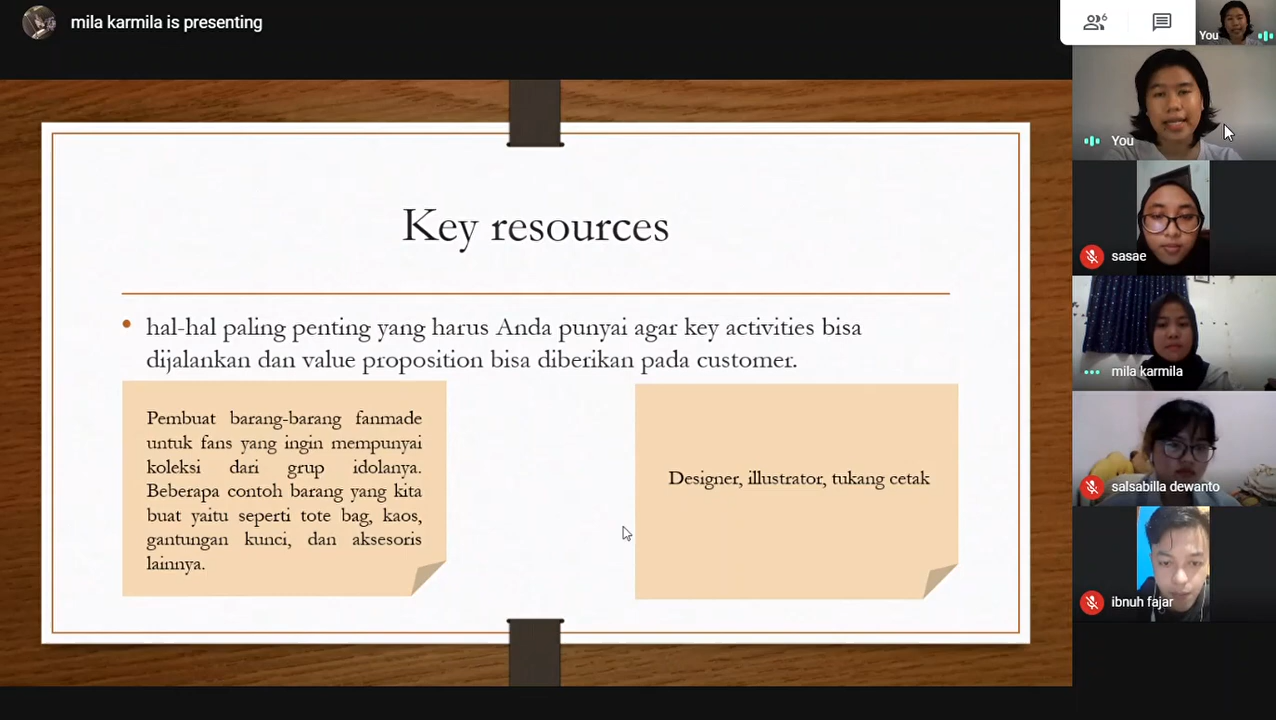 mila karmila is presenting
6
You
Key resources
• hal-hal paling penting yang harus Anda punyai agar key activities bisa
dijalankan dan value proposition bisa diberikan pada customer.
Pembuat barang-barang fanmade
untuk fans yang ingin mempunyai
koleksi dari grup idolanya.
Beberapa contoh barang yang kita
buat yaitu seperti tote bag, kaos,
gantungan kunci, dan aksesoris
lainnya.
Designer, illustrator, tukang cetak
You
sasae
mila karmila
salsabilla dewanto
ibnuh fajar